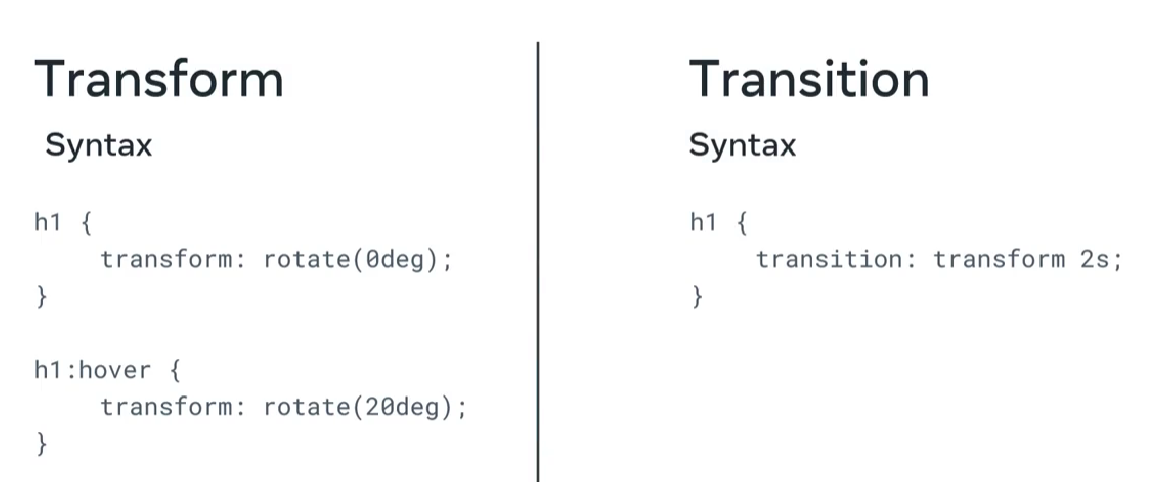 Transform
Syntax
h1 {
    transform: rotate(0deg);
}
h1:hover {
    transform: rotate(20deg);
}
Transition
Syntax
h1 {
    transition: transform 2s;
}